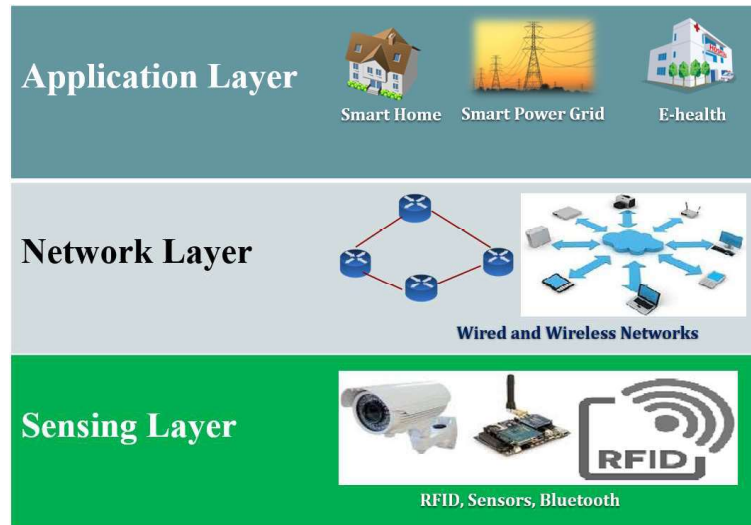 Application Layer
Smart Home
Smart Power Grid
E-health
Network Layer
Wired and Wireless Networks
Sensing Layer
RFID
RFID, Sensors, Bluetooth